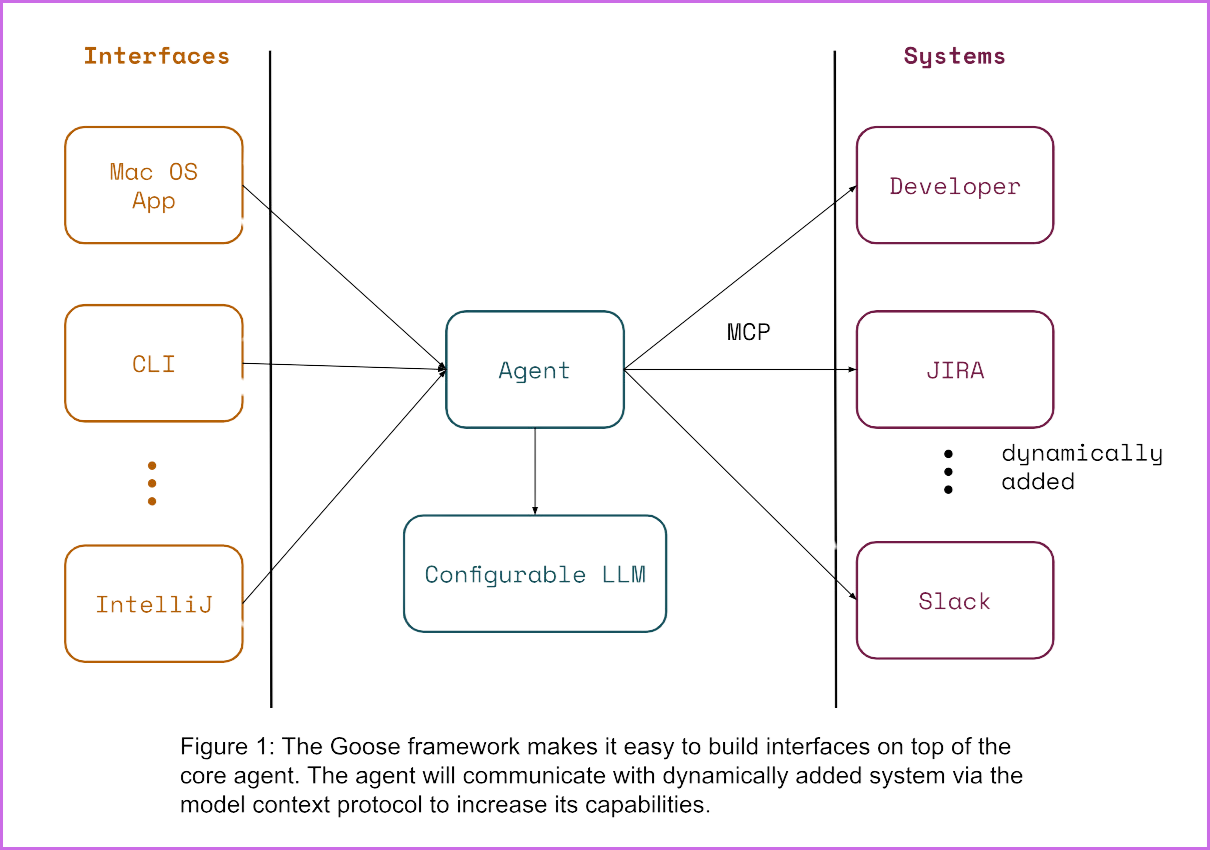 Interfaces
Systems
Mac OS
App
Developer
CLI
MCP
Agent
JIRA
dynamically
added
Configurable LLM
IntelliJ
Slack
Figure 1: The Goose framework makes it easy to build interfaces on top of the
core agent. The agent will communicate with dynamically added system via the
model context protocol to increase its capabilities.